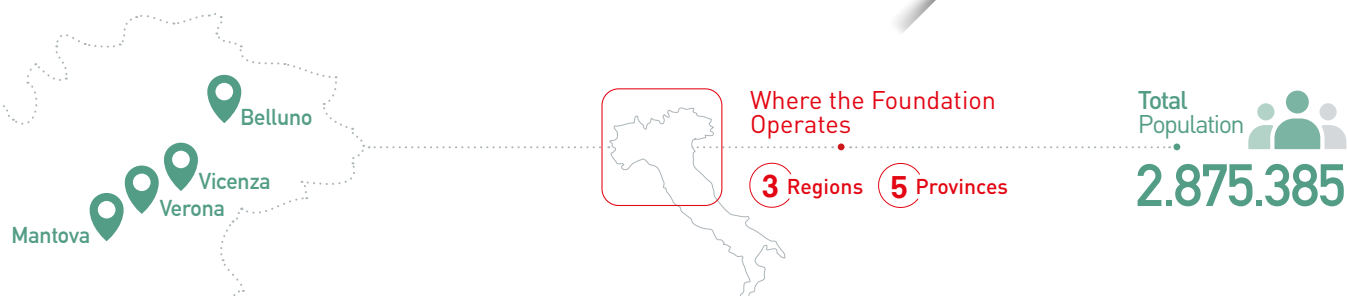 Belluno
Vicenza
Verona
Mantova
Where the Foundation
Operates
3 Regions 5 Provinces
Total
Population
2.875.385